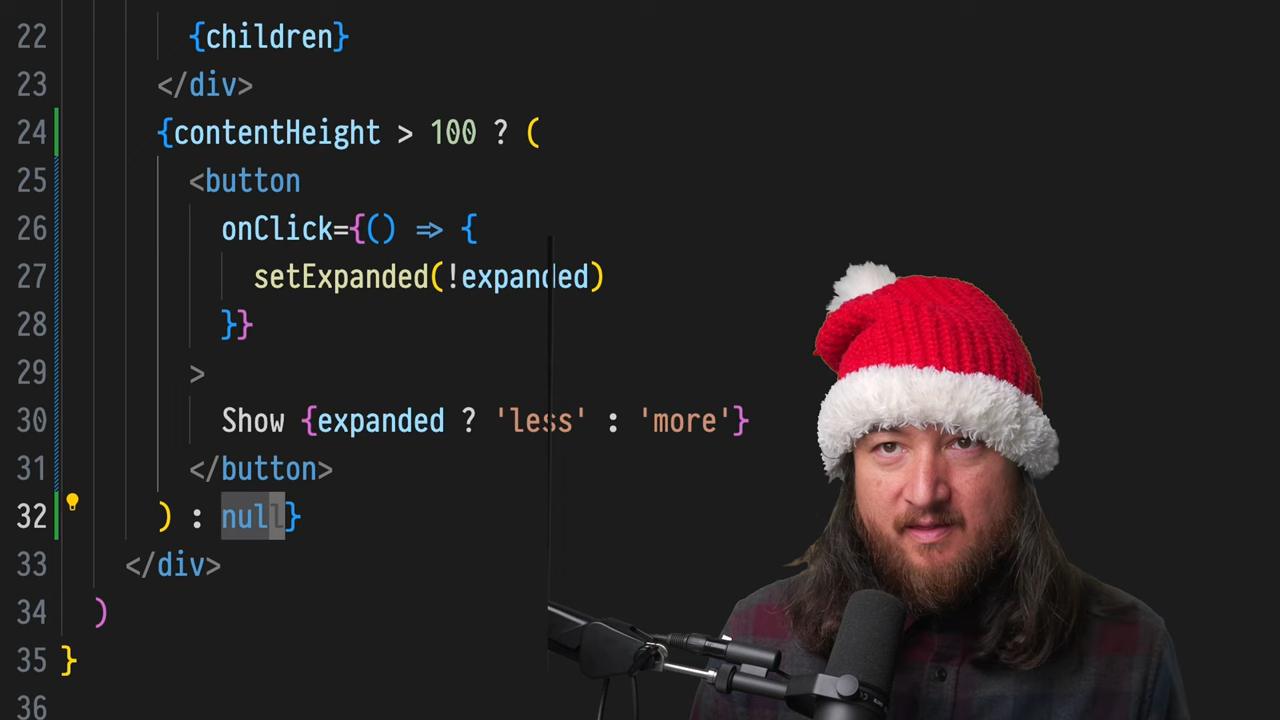 22 {children}
23 </div>
24 {contentHeight > 100 ? (
25 <button
26 onClick={() => {
27 setExpanded(!expanded)
28 }}
29 >
30 Show {expanded ? 'less' : 'more'}
31 </button>
32 ) : null}
33 </div>
34 )
35 }
36